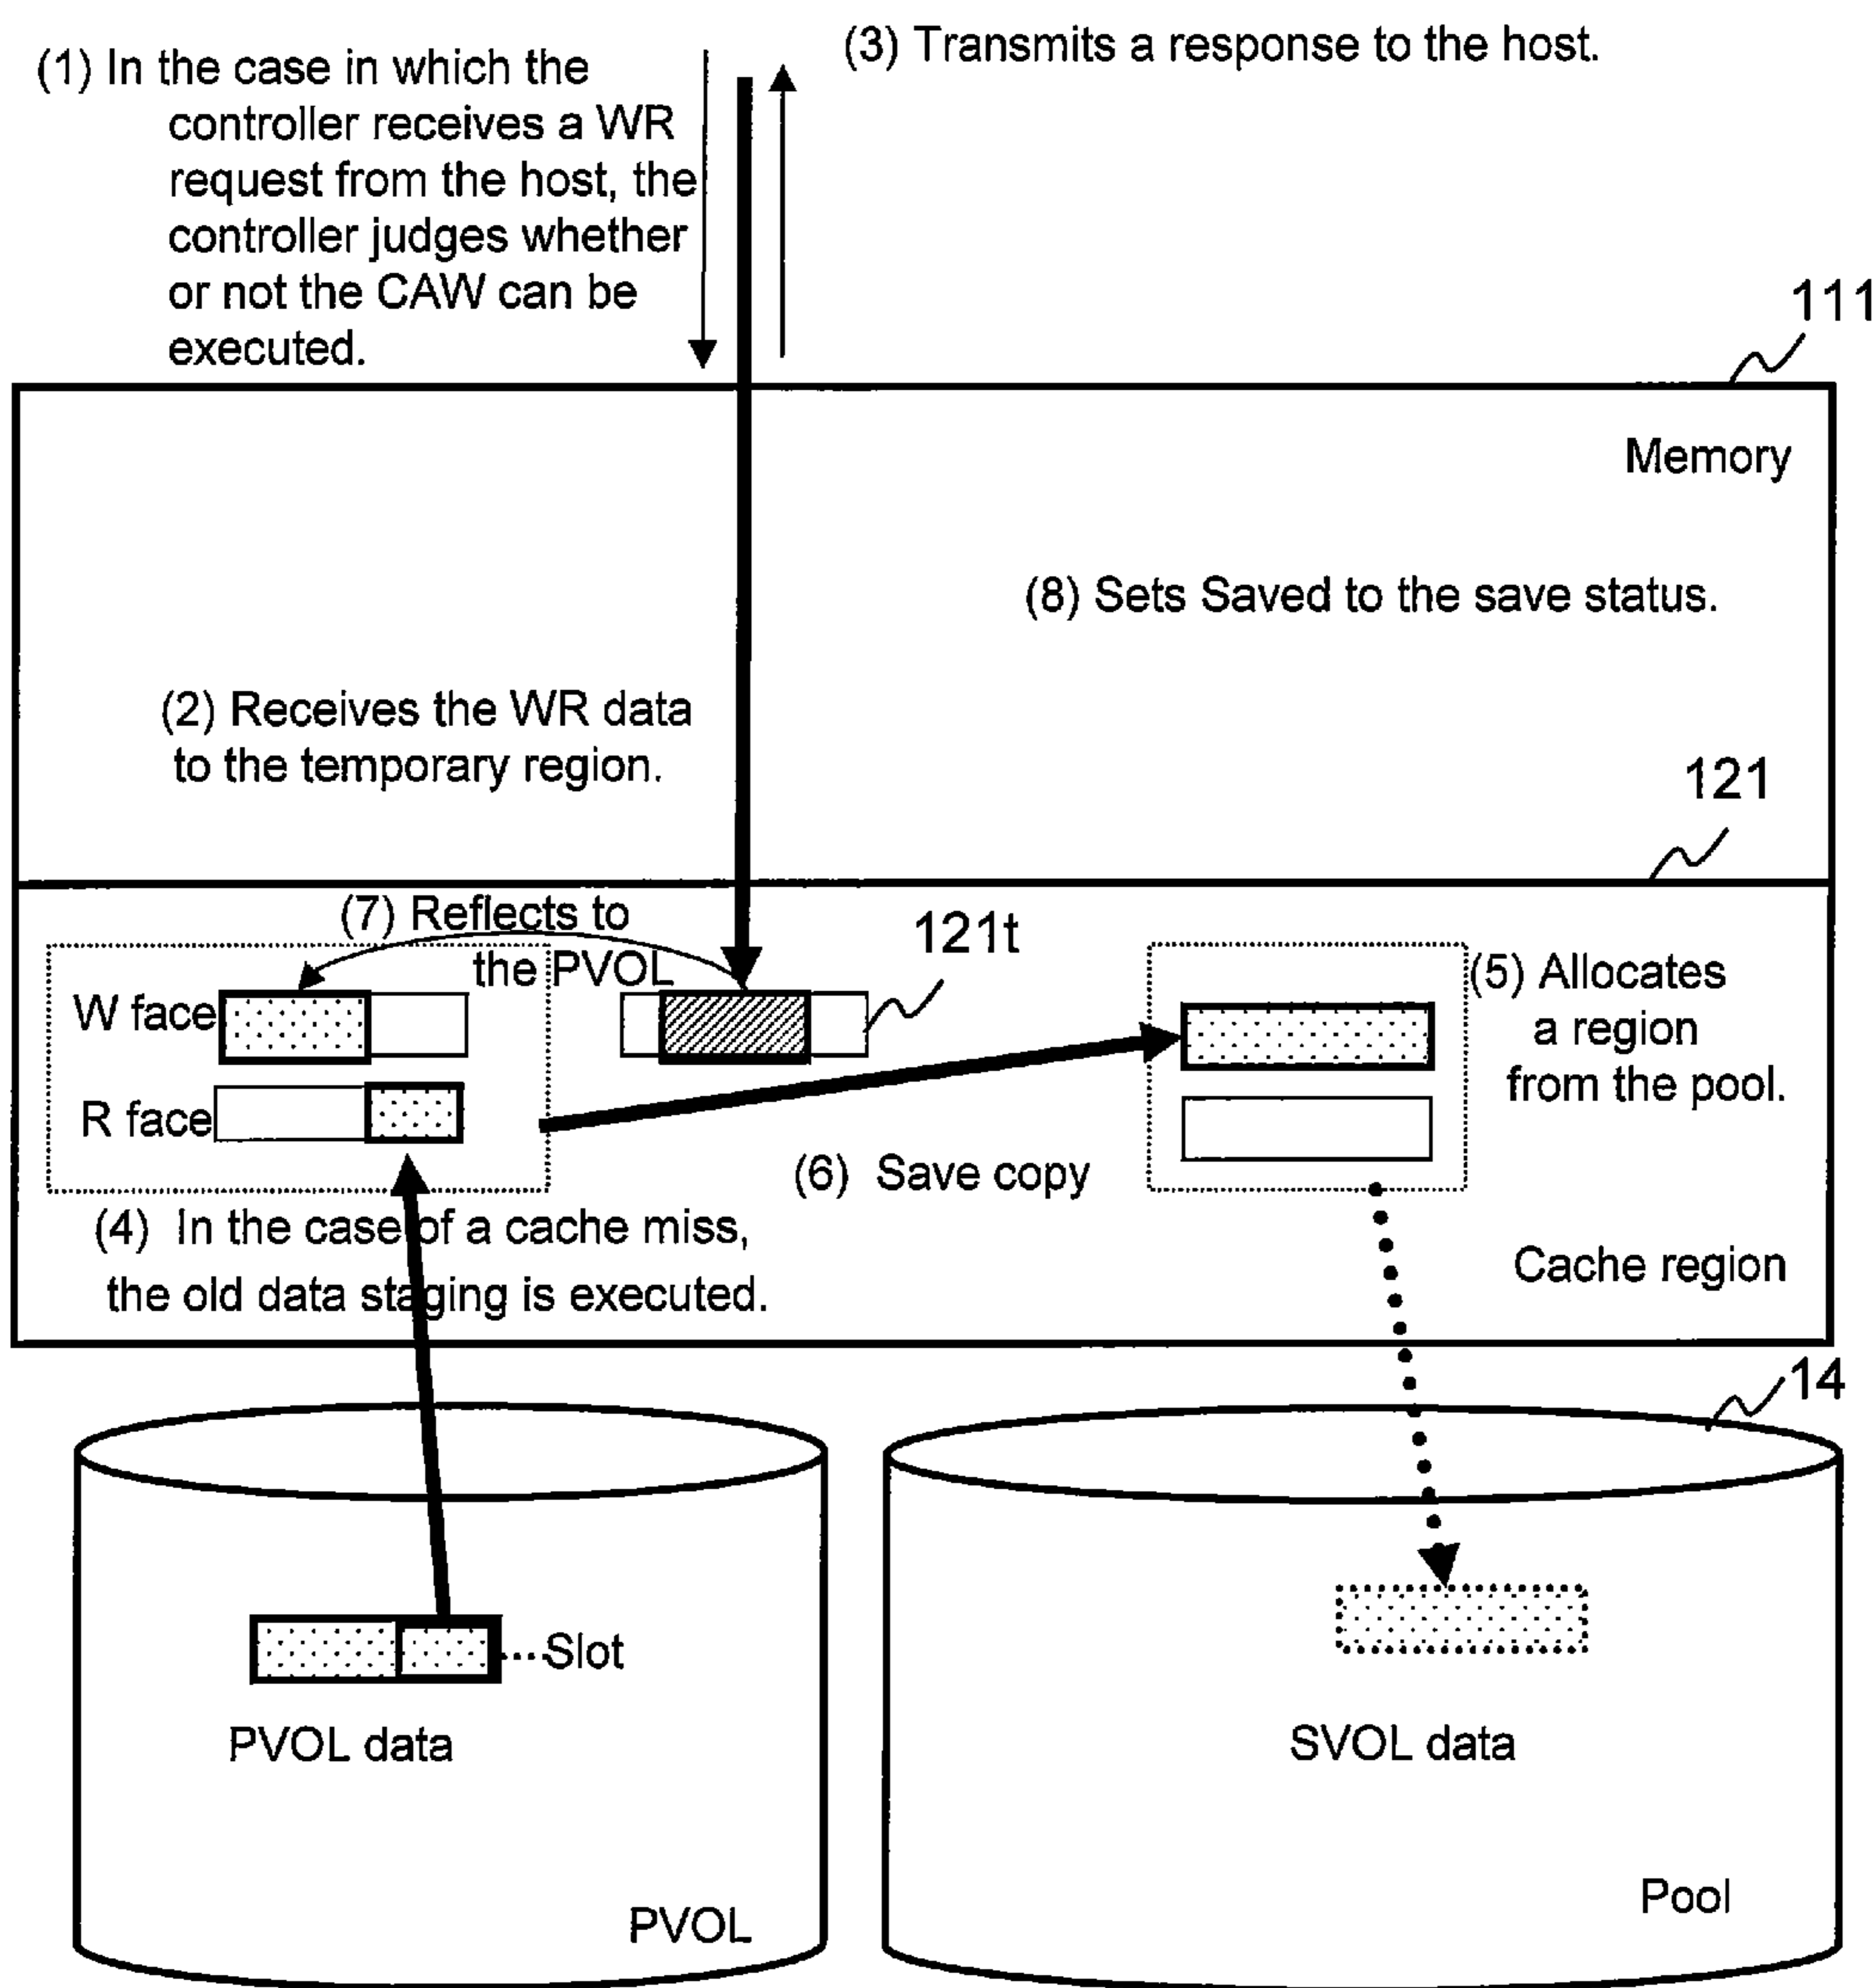 (1) In the case in which the
controller receives a WR
request from the host, the
controller judges whether
or not the CAW can be
executed.
(3) Transmits a response to the host.
111
Memory
(8) Sets Saved to the save status.
(2) Receives the WR data
to the temporary region.
121
(7) Reflects to
the PVOL
121t
W face
R face
(5) Allocates
a region
from the pool.
(6) Save copy
(4) In the case of a cache miss,
the old data staging is executed.
Cache region
14
Slot
PVOL data
SVOL data
PVOL
Pool